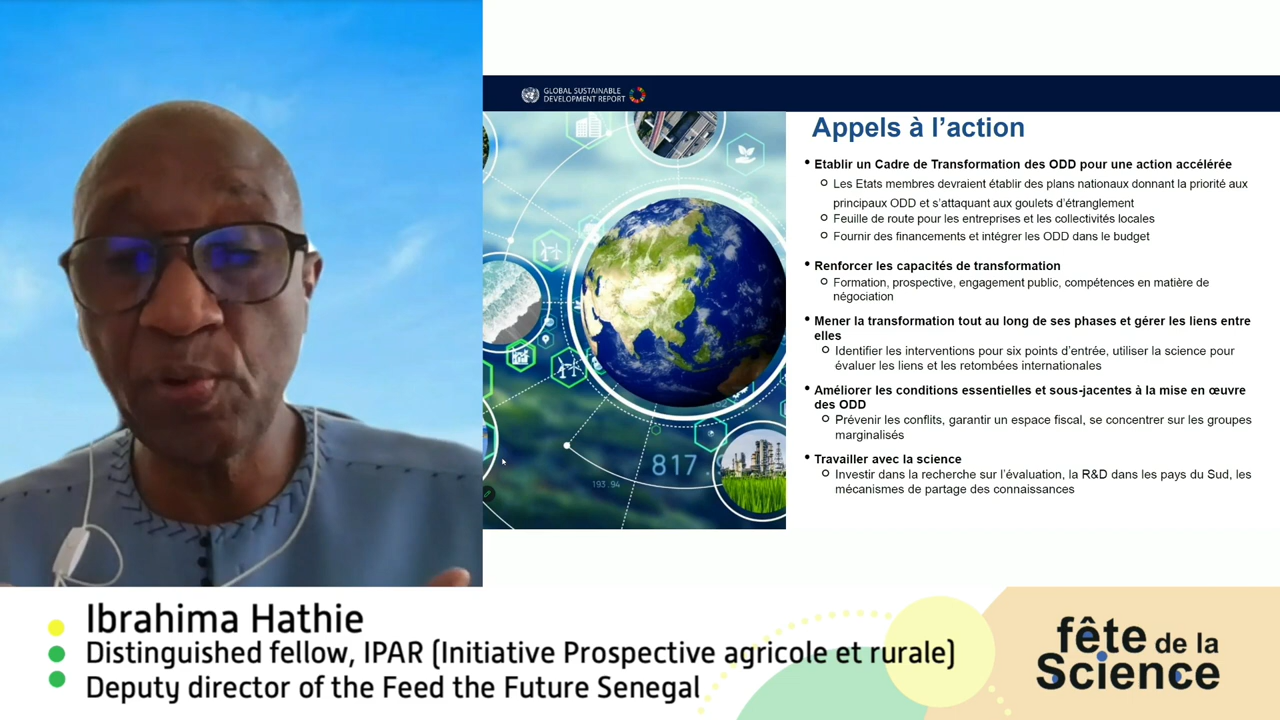 GLOBAL SUSTAINABLE
DEVELOPMENT REPORT
Appels à l’action
• Etablir un Cadre de Transformation des ODD pour une action accélérée
o Les Etats membres devraient établir des plans nationaux donnant la priorité aux
principaux ODD et s’attaquant aux goulets d’étranglement
o Feuille de route pour les entreprises et les collectivités locales
o Fournir des financements et intégrer les ODD dans le budget
• Renforcer les capacités de transformation
o Formation, prospective, engagement public, compétences en matière de
négociation
• Mener la transformation tout au long de ses phases et gérer les liens entre
elles
o Identifier les interventions pour six points d’entrée, utiliser la science pour
évaluer les liens et les retombées internationales
• Améliorer les conditions essentielles et sous-jacentes à la mise en œuvre
des ODD
o Prévenir les conflits, garantir un espace fiscal, se concentrer sur les groupes
marginalisés
• Travailler avec la science
o Investir dans la recherche sur l’évaluation, la R&D dans les pays du Sud, les
mécanismes de partage des connaissances
817
193.94
Ibrahima Hathie
Distinguished fellow, IPAR (Initiative Prospective agricole et rurale)
Deputy director of the Feed the Future Senegal
fête de la
Science